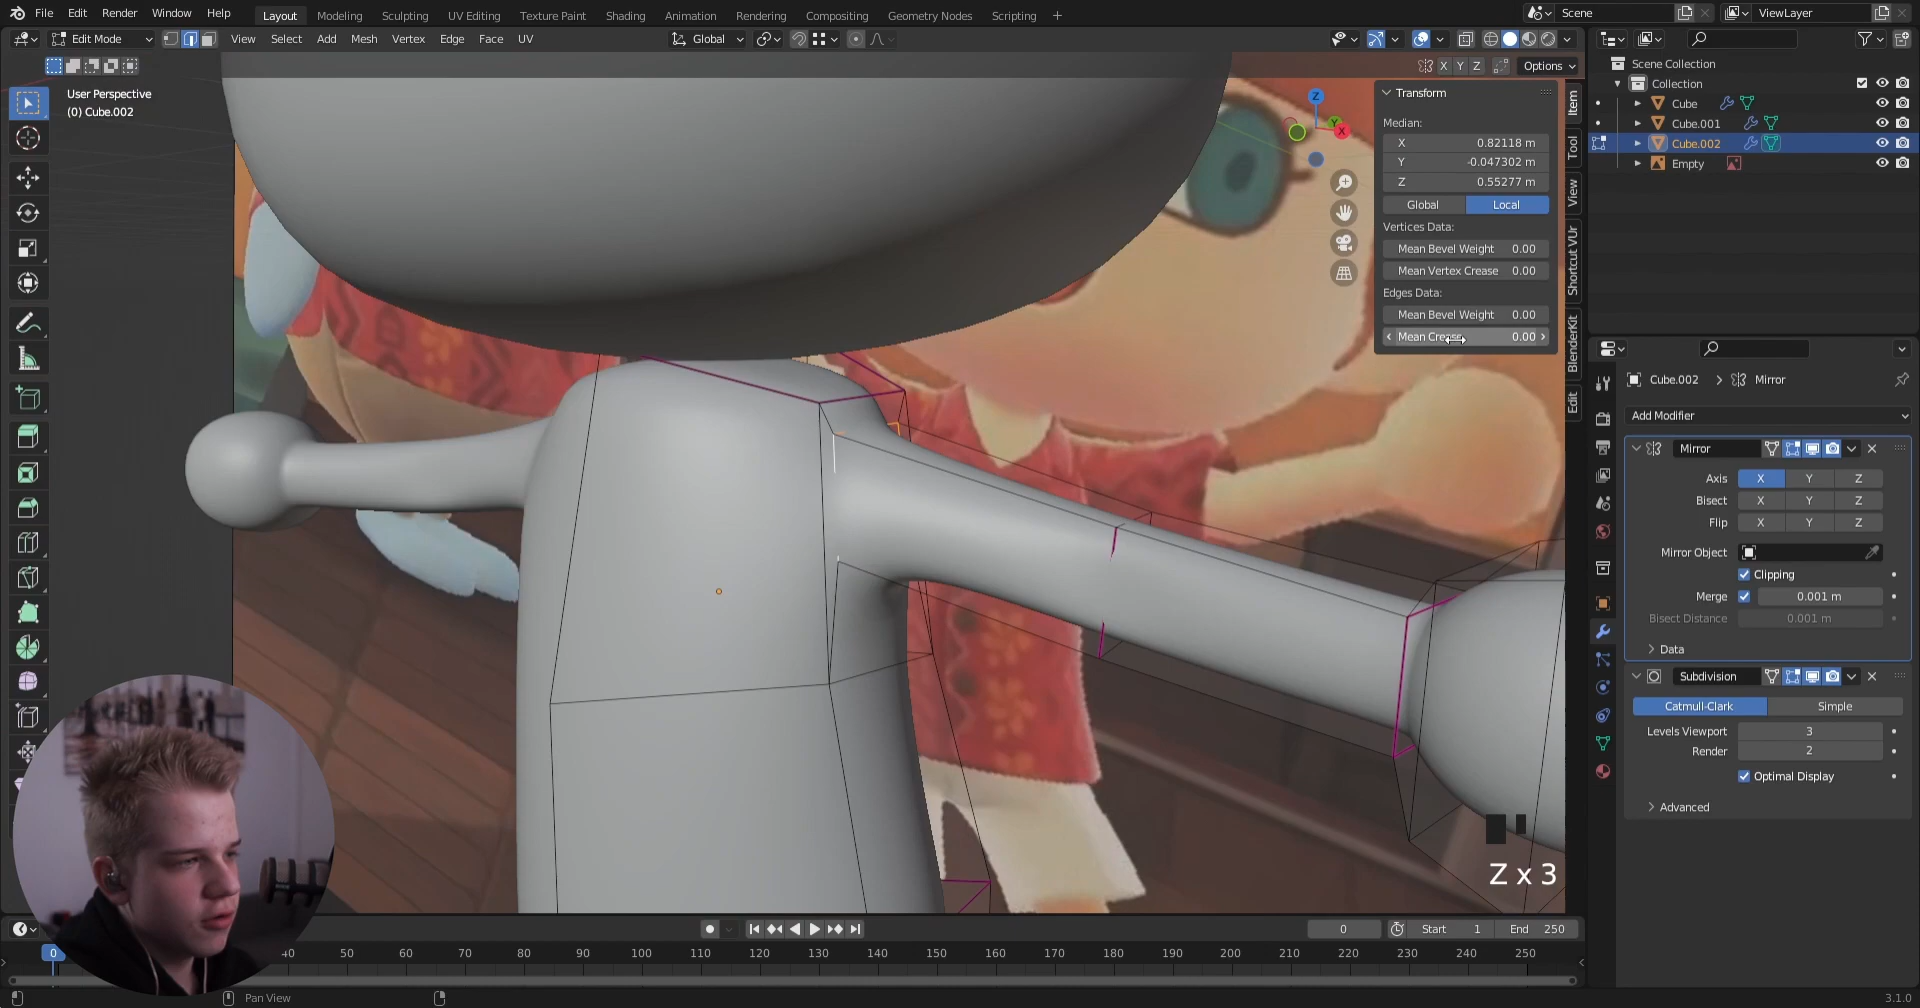 File Edit Render Window Help Layout Modeling Sculpting UV Editing Texture Paint Shading Animation Rendering Compositing Geometry Nodes Scripting + Scene ViewLayer
Edit Mode View Select Add Mesh Vertex Edge Face UV Global
X Y Z Options
User Perspective
(0) Cube.002
Z
Y
X
Transform
Median:
X 0.82118 m
Y -0.047302 m
Z 0.55277 m
Global Local
Vertices Data:
Mean Bevel Weight 0.00
Mean Vertex Crease 0.00
Edges Data:
Mean Bevel Weight 0.00
Mean Crease 0.00
Item
Tool
View
Shortcut VUr
BlenderKit
Edit
Scene Collection
Collection
Cube
Cube.001
Cube.002
Empty
Cube.002 > Mirror
Add Modifier
Mirror
Axis X Y Z
Bisect X Y Z
Flip X Y Z
Mirror Object
Clipping
Merge 0.001 m
Bisect Distance 0.001 m
Data
Subdivision
Catmull-Clark Simple
Levels Viewport 3
Render 2
Optimal Display
Advanced
Z x 3
0 Start 1 End 250
0 40 50 60 70 80 90 100 110 120 130 140 150 160 170 180 190 200 210 220 230 240 250
Pan View 3.1.0